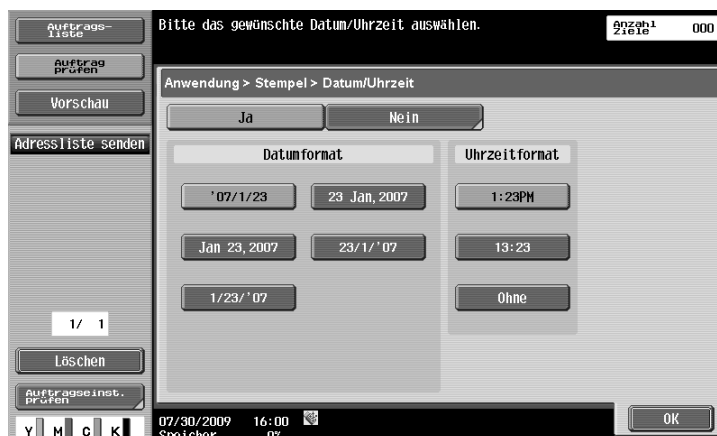 Auftrags-
liste
Auftrag
prüfen
Vorschau
Adressliste senden
1/ 1
Löschen
Auftragseinst.
prüfen
Y M C K
Bitte das gewünschte Datum/Uhrzeit auswählen.
Anzahl
Ziele 000
Anwendung > Stempel > Datum/Uhrzeit
Ja Nein
Datumformat Uhrzeitformat
'07/1/23 23 Jan,2007 1:23PM
Jan 23,2007 23/1/'07 13:23
1/23/'07 Ohne
07/30/2009 16:00
Speicher 0%
OK